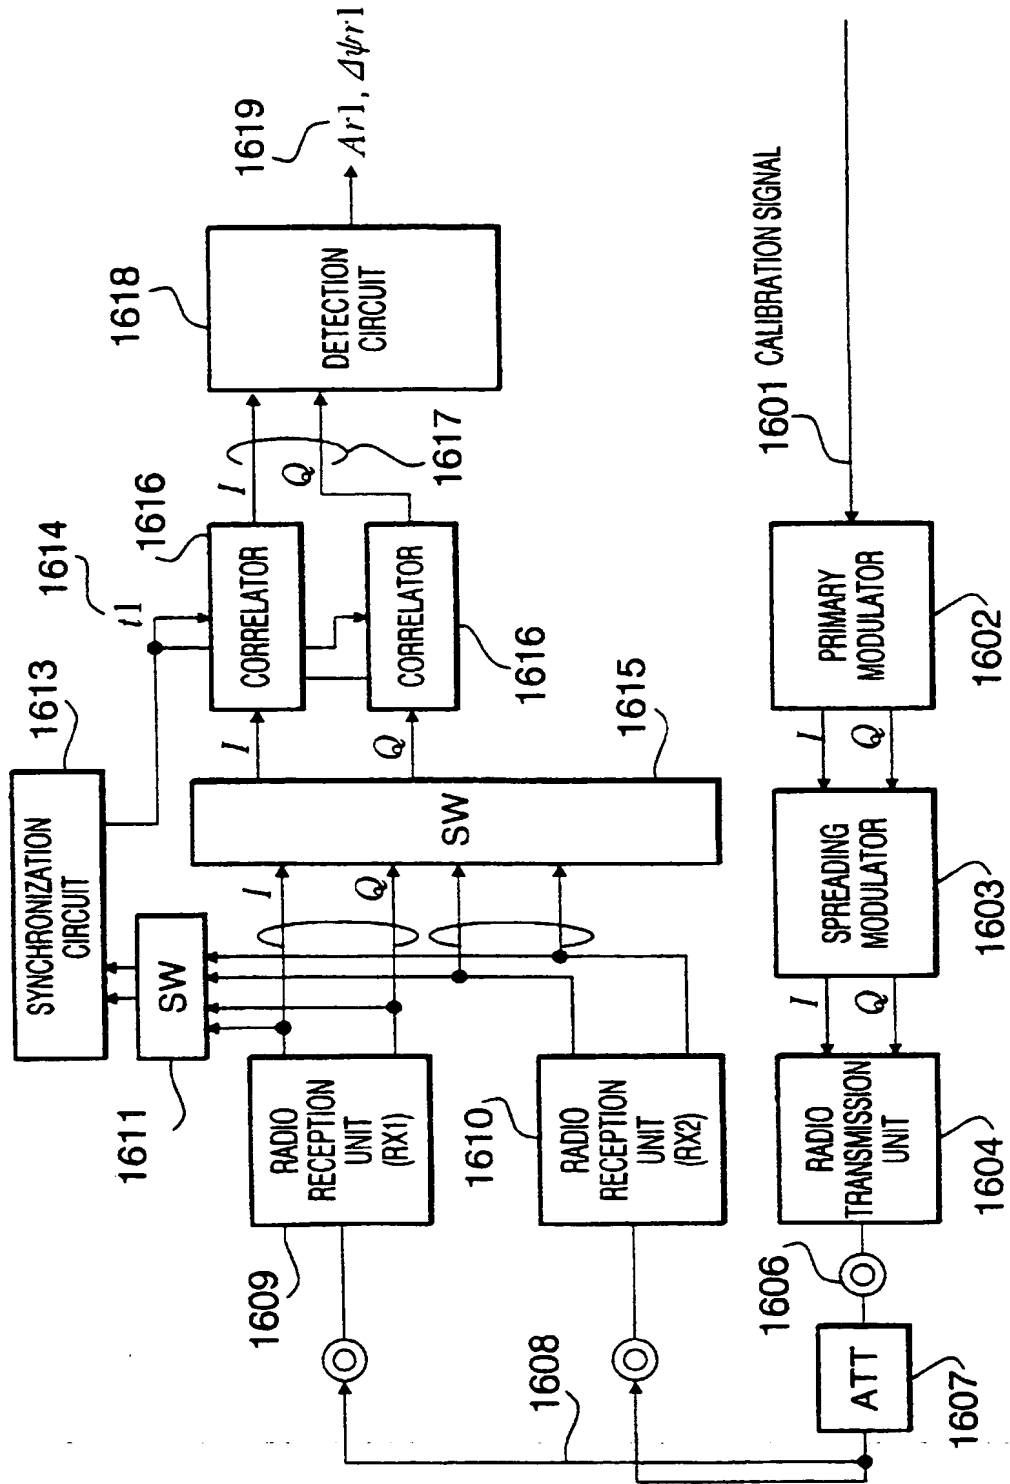 1613
SYNCHRONIZATION
CIRCUIT
1614
t1
1611
SW
1616
CORRELATOR
I
1618
DETECTION
CIRCUIT
1619
Ar1, Δψr1
1609
RADIO
RECEPTION
UNIT
(RX1)
I
Q
SW
1615
I
Q
CORRELATOR
1616
Q
1617
1608
1610
RADIO
RECEPTION
UNIT
(RX2)
1607
ATT
1606
RADIO
TRANSMISSION
UNIT
1604
I
Q
SPREADING
MODULATOR
1603
I
Q
PRIMARY
MODULATOR
1602
1601 CALIBRATION SIGNAL